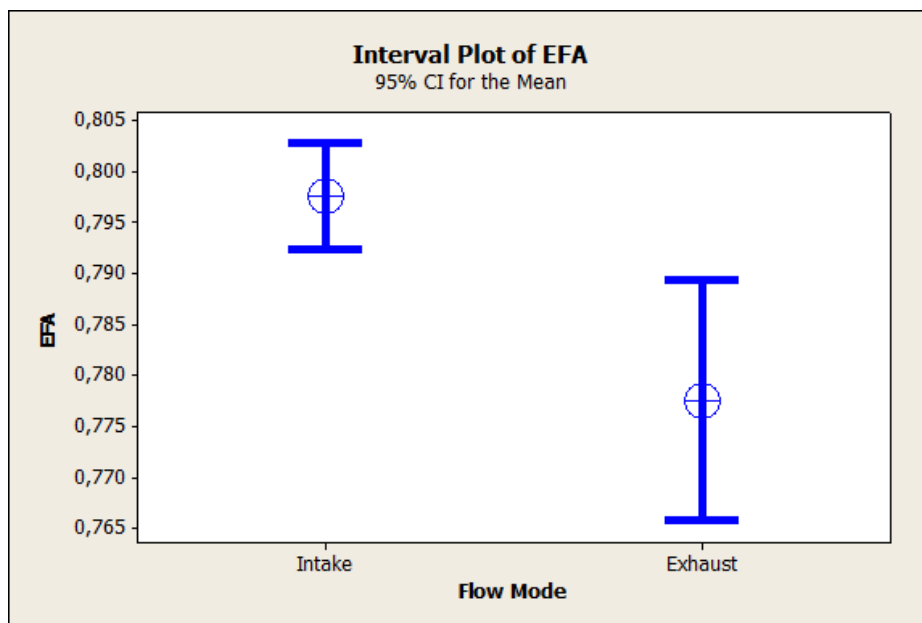 Interval Plot of EFA
95% CI for the Mean
0,805
0,800
0,795
0,790
0,785
0,780
0,775
0,770
0,765
EFA
Intake
Exhaust
Flow Mode